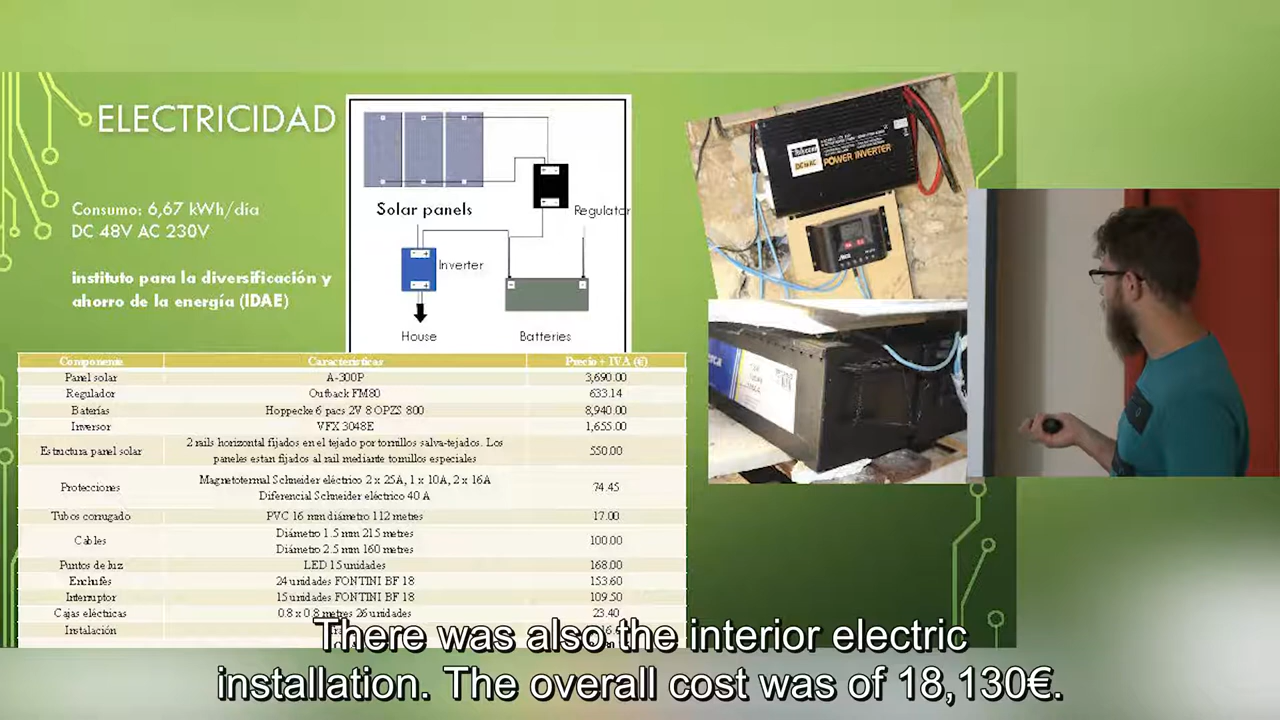 ELECTRICIDAD
Consumo: 6,67 kWh/día
DC 48V AC 230V
instituto para la diversificación y
ahorro de la energía (IDAE)
Solar panels
Regulator
Inverter
House
Batteries
POWER INVERTER
Componente Características Precio + IVA (€)
Panel solar A-300P 3,690.00
Regulador Outback FM80 633.14
Baterías Hoppecke 6 pacs 2V 8 OPZS 800 8,940.00
Inversor VFX 3048E 1,655.00
Estructura panel solar 2 rails horizontal fijados en el tejado por tornillos salva-tejados. Los
paneles estan fijados al rail mediante tornillos especiales 550.00
Protecciones Magnetotermal Schneider eléctrico 2 x 25A, 1 x 10A, 2 x 16A
Diferencial Schneider eléctrico 40 A 74.45
Tubos corrugado PVC 16 mm diámetro 112 metres 17.00
Cables Diámetro 1.5 mm 215 metres
Diámetro 2.5 mm 160 metres 100.00
Puntos de luz LED 15 unidades 168.00
Enchufes 24 unidades FONTINI BF 18 153.60
Interruptor 15 unidades FONTINI BF 18 109.50
Cajas eléctricas 0.8 x 0.8 metres 26 unidades 23.40
Instalación
There was also the interior electric
installation. The overall cost was of 18,130€.